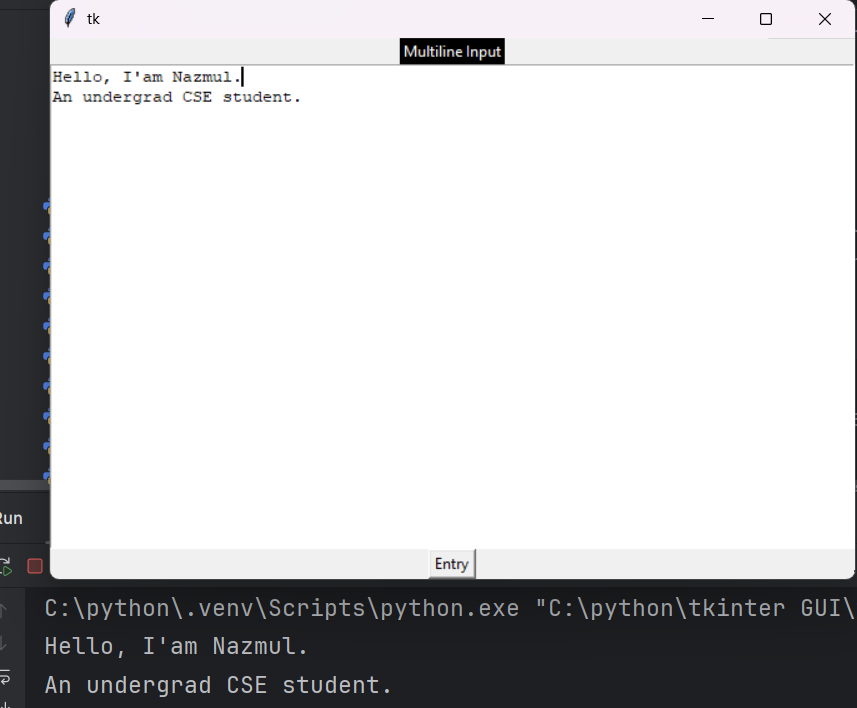 tk
Multiline Input
Hello, I'am Nazmul.
An undergrad CSE student.
Entry
Run
C:\python\.venv\Scripts\python.exe "C:\python\tkinter GUI\
Hello, I'am Nazmul.
An undergrad CSE student.